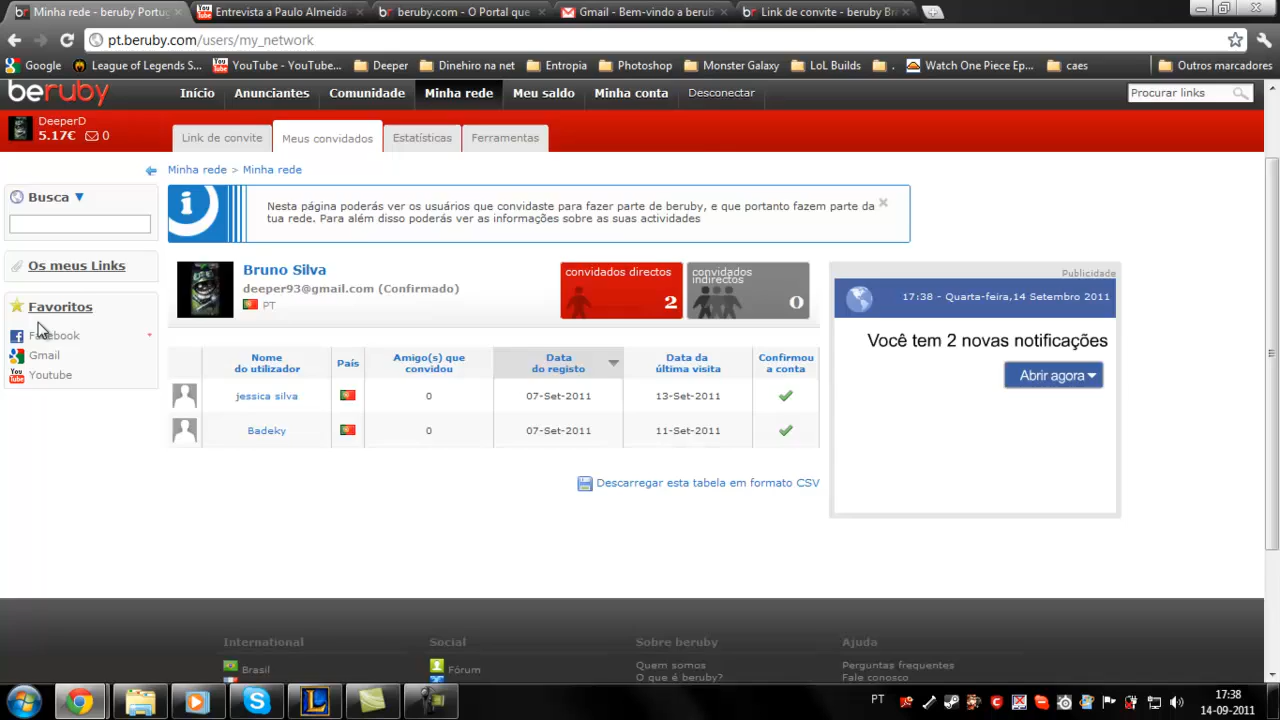 Minha rede - beruby Portug
Entrevista a Paulo Almeida
beruby.com - O Portal que
Gmail - Bem-vindo a berub
Link de convite - beruby Br
pt.beruby.com/users/my_network
Google
League of Legends S...
YouTube - YouTube...
Deeper
Dinehiro na net
Entropia
Photoshop
Monster Galaxy
LoL Builds
.
Watch One Piece Ep...
caes
Outros marcadores
beruby
Início
Anunciantes
Comunidade
Minha rede
Meu saldo
Minha conta
Desconectar
Procurar links
DeeperD
5.17€ 0
Link de convite
Meus convidados
Estatísticas
Ferramentas
Minha rede > Minha rede
Busca
Os meus Links
Favoritos
Facebook
Gmail
Youtube
Nesta página poderás ver os usuários que convidaste para fazer parte de beruby, e que portanto fazem parte da
tua rede. Para além disso poderás ver as informações sobre as suas actividades
Bruno Silva
deeper93@gmail.com (Confirmado)
PT
convidados directos
2
convidados
indirectos
0
Publicidade
17:38 - Quarta-feira,14 Setembro 2011
Você tem 2 novas notificações
Abrir agora
Nome
do utilizador
País
Amigo(s) que
convidou
Data
do registo
Data da
última visita
Confirmou
a conta
jessica silva 0 07-Set-2011 13-Set-2011
Badeky 0 07-Set-2011 11-Set-2011
Descarregar esta tabela em formato CSV
International
Social
Sobre beruby
Ajuda
Brasil
Fórum
Quem somos
O que é beruby?
Perguntas frequentes
Fale conosco
PT
17:38
14-09-2011